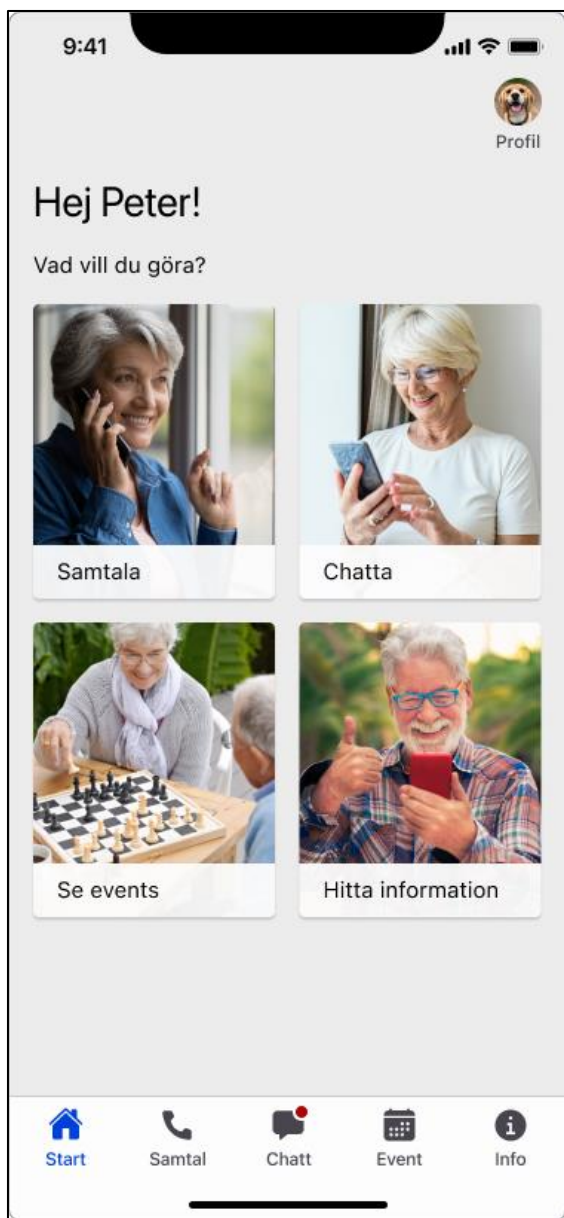 9:41
Profil
Hej Peter!
Vad vill du göra?
Samtala
Chatta
Se events
Hitta information
Start
Samtal
Chatt
Event
Info